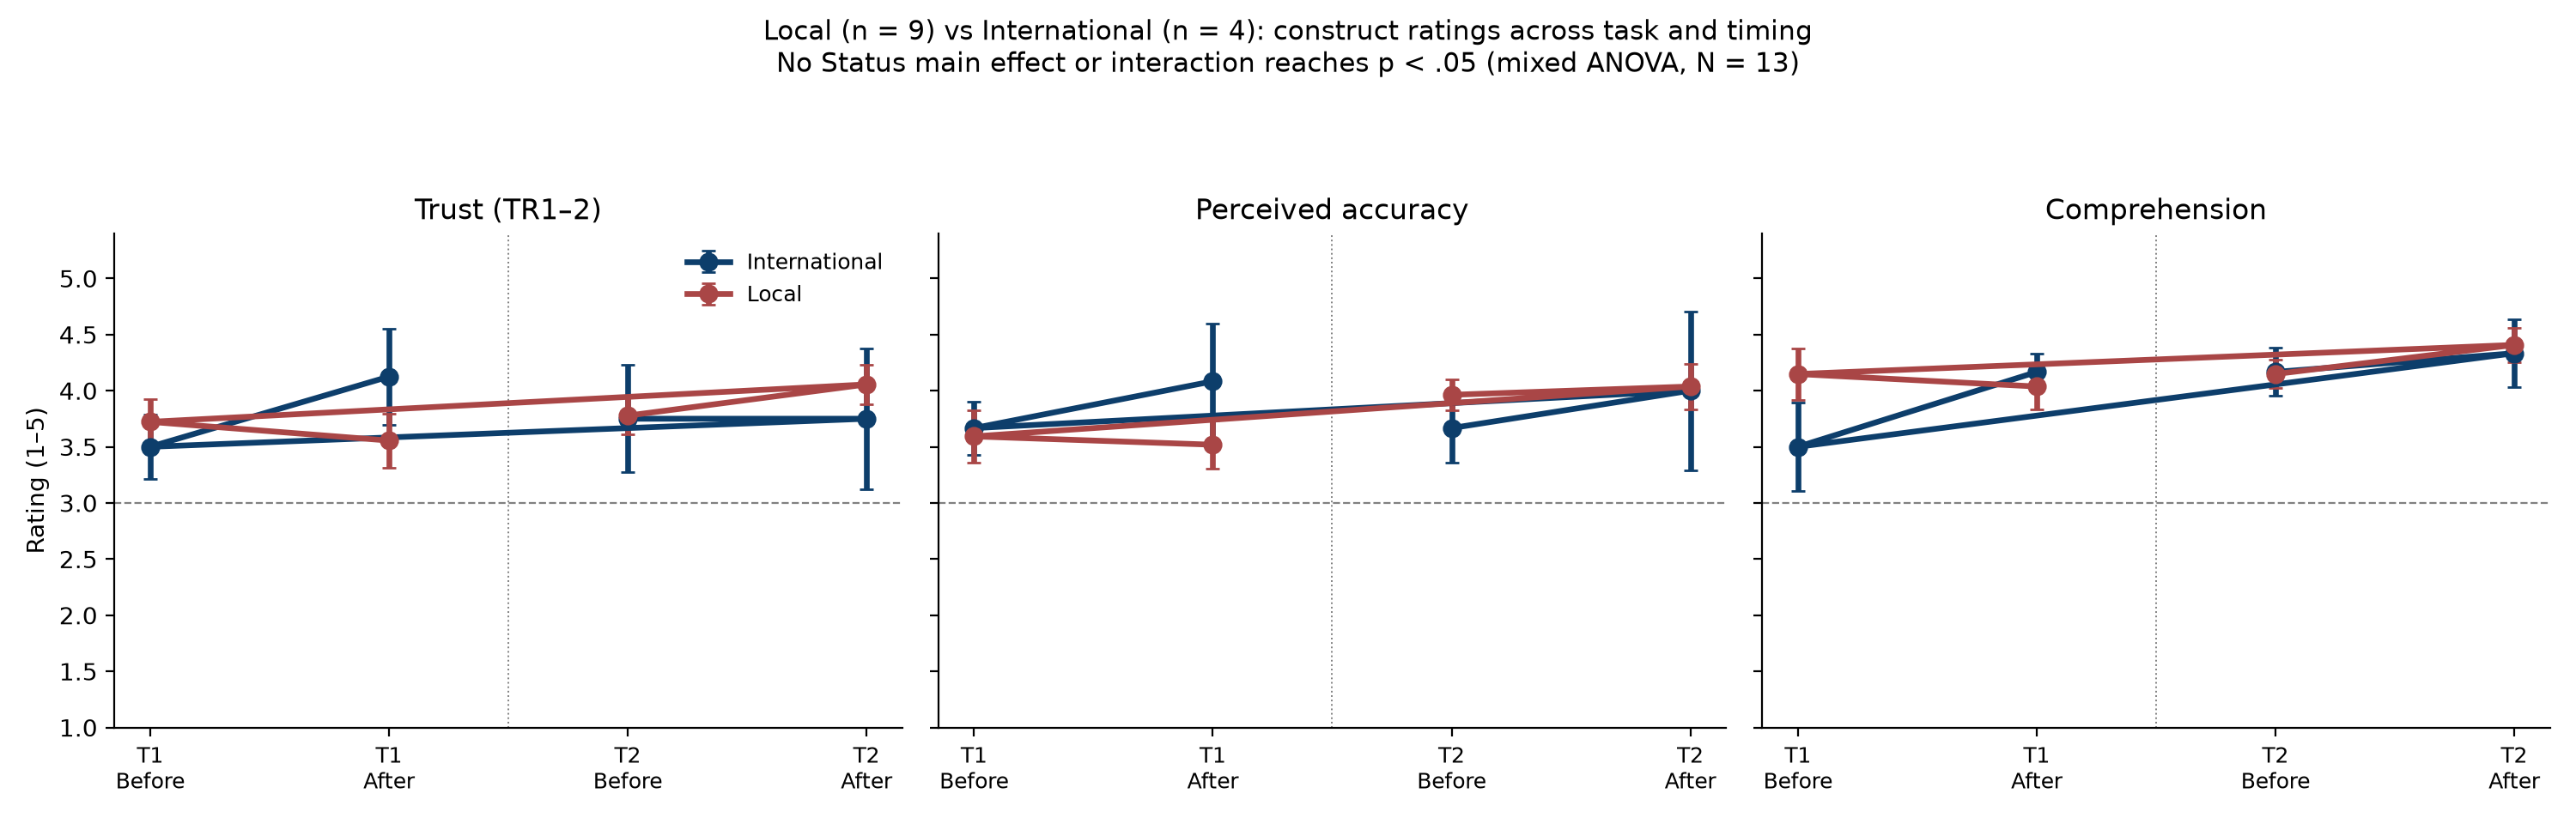 Local (n = 9) vs International (n = 4): construct ratings across task and timing
No Status main effect or interaction reaches p < .05 (mixed ANOVA, N = 13)
Trust (TR1–2)
Perceived accuracy
Comprehension
International
Local
Rating (1–5)
5.0
4.5
4.0
3.5
3.0
2.5
2.0
1.5
1.0
T1 Before
T1 After
T2 Before
T2 After
T1 Before
T1 After
T2 Before
T2 After
T1 Before
T1 After
T2 Before
T2 After